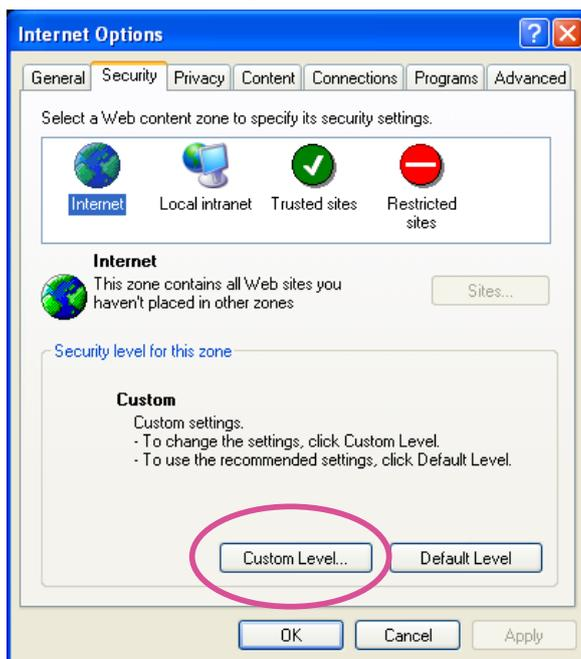 Internet Options
General Security Privacy Content Connections Programs Advanced
Select a Web content zone to specify its security settings.
Internet Local intranet Trusted sites Restricted sites
Internet
This zone contains all Web sites you
haven't placed in other zones
Sites...
Security level for this zone
Custom
Custom settings.
- To change the settings, click Custom Level.
- To use the recommended settings, click Default Level.
Custom Level... Default Level
OK Cancel Apply